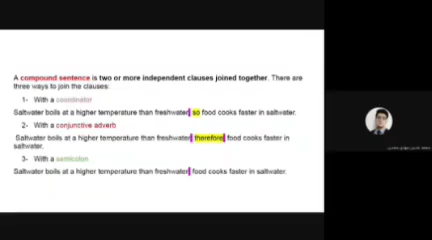 A compound sentence is two or more independent clauses joined together. There are
three ways to join the clauses:
1- With a coordinator
Saltwater boils at a higher temperature than freshwater, so food cooks faster in saltwater.
2- With a conjunctive adverb
Saltwater boils at a higher temperature than freshwater; therefore, food cooks faster in
saltwater.
3- With a semicolon
Saltwater boils at a higher temperature than freshwater; food cooks faster in saltwater.